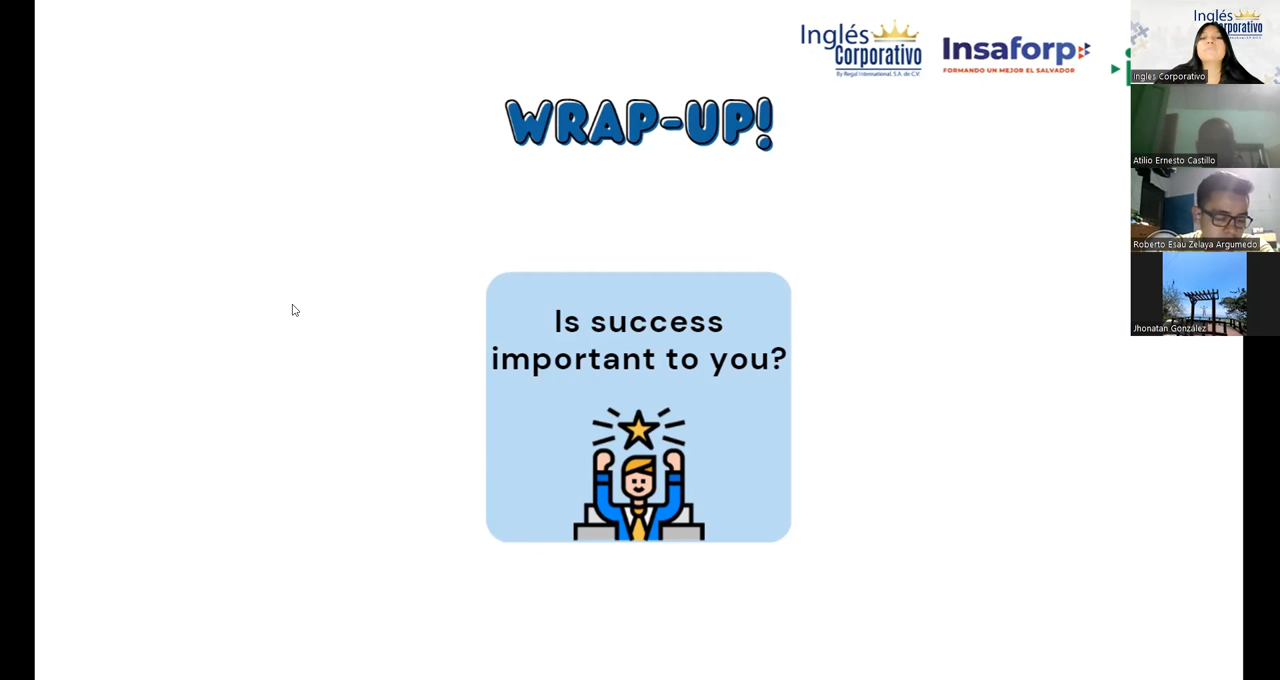 Inglés
Corporativo
By Regal International, S.A. de C.V.
Insaforp
FORMANDO UN MEJOR EL SALVADOR
WRAP-UP!
Is success
important to you?
Inglés
Corporativo
Ingles Corporativo
Atilio Ernesto Castillo
Roberto Esau Zelaya Argumedo
Jhonatan González